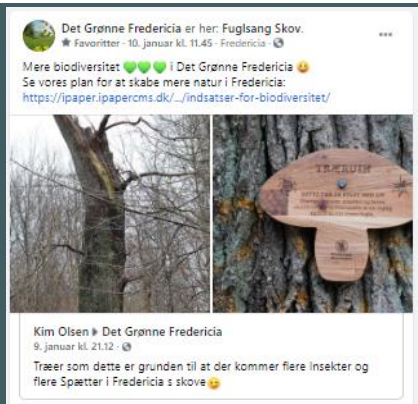 Det Grønne Fredericia er her: Fuglsang Skov.
Favoritter · 10. januar kl. 11.45 · Fredericia ·
Mere biodiversitet 💚💚💚 i Det Grønne Fredericia 😀
Se vores plan for at skabe mere natur i Fredericia:
https://ipaper.ipapercms.dk/.../indsatser-for-biodiversitet/
TRÆRUIN
Kim Olsen ▸ Det Grønne Fredericia
9. januar kl. 21.12 ·
Træer som dette er grunden til at der kommer flere Insekter og
flere Spætter i Fredericia s skove😉